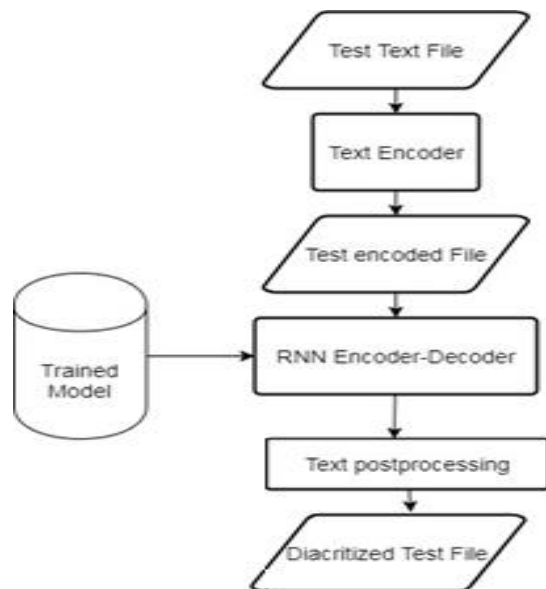 Test Text File
Text Encoder
Test encoded File
Trained
Model
RNN Encoder-Decoder
Text postprocessing
Diacritized Test File